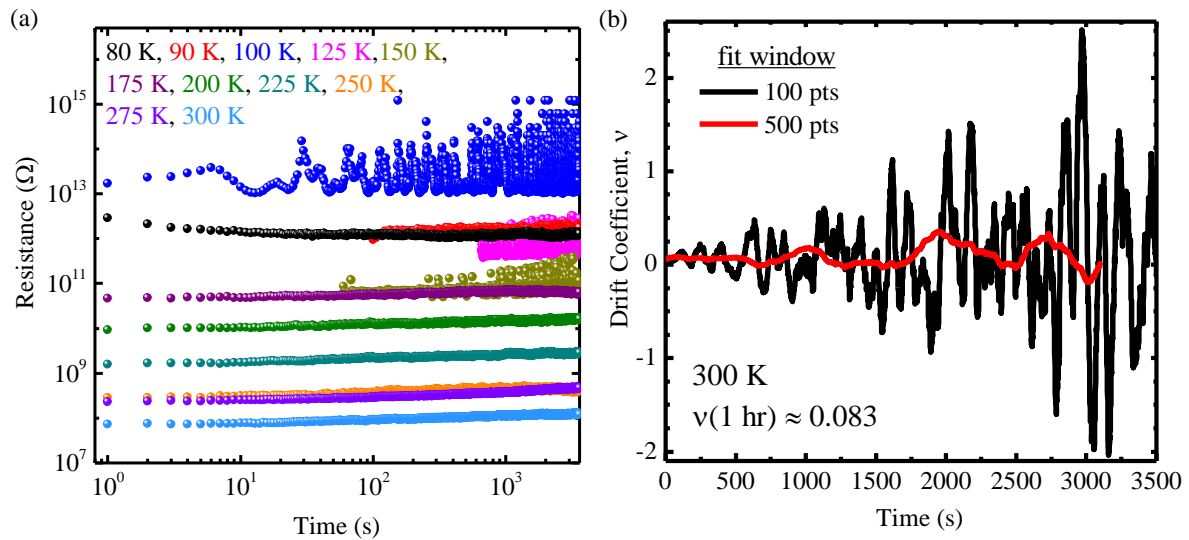 (a)
80 K, 90 K, 100 K, 125 K,150 K,
175 K, 200 K, 225 K, 250 K,
275 K, 300 K
10^15
10^13
10^11
10^9
10^7
Resistance (Ω)
10^0 10^1 10^2 10^3
Time (s)
(b)
fit window
100 pts
500 pts
2
1
0
-1
-2
Drift Coefficient, ν
300 K
ν(1 hr) ≈ 0.083
0 500 1000 1500 2000 2500 3000 3500
Time (s)